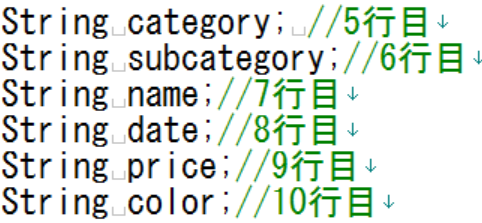 String category; //5行目↓
String subcategory;//6行目↓
String name;//7行目↓
String date;//8行目↓
String price;//9行目↓
String color;//10行目↓